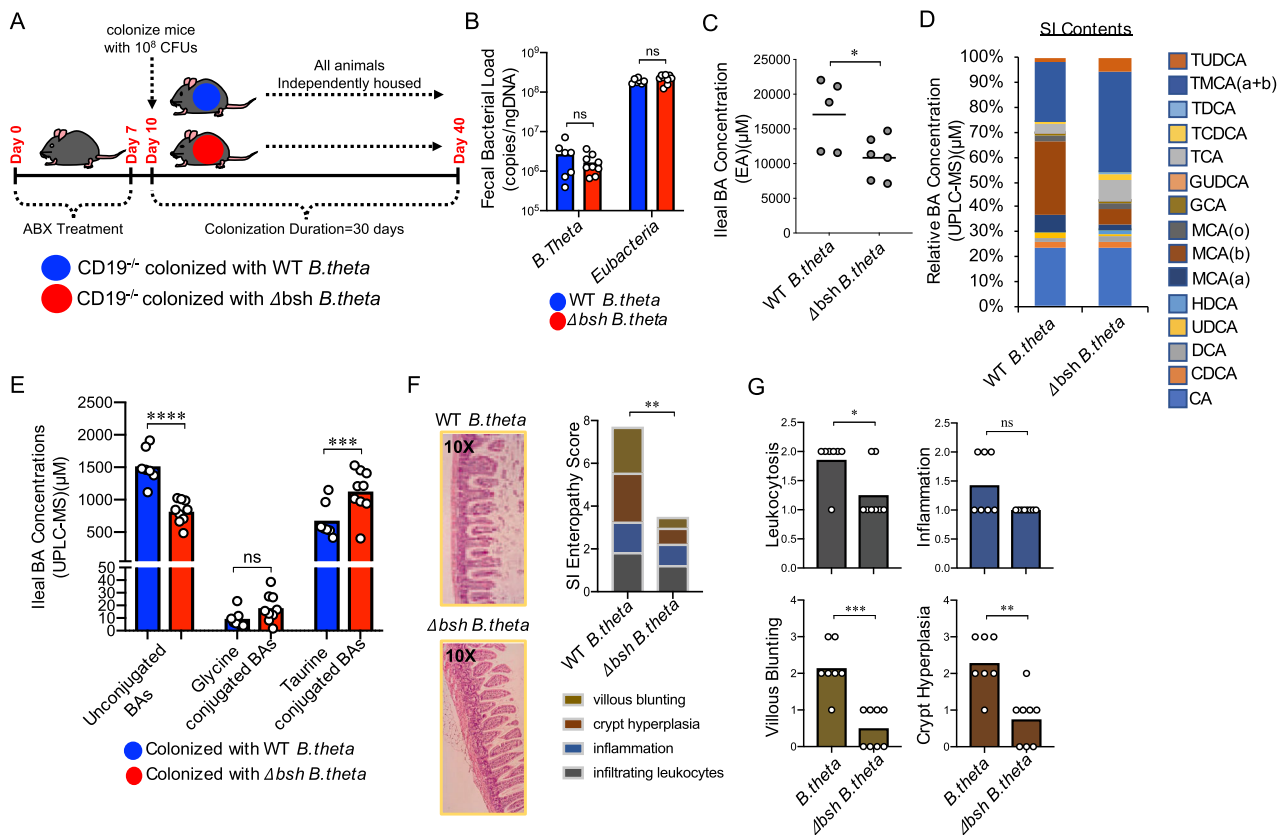 A
colonize mice
with 10⁸ CFUs
All animals
Independently housed
Day 0
Day 7
Day 10
Day 40
ABX Treatment
Colonization Duration=30 days
CD19-/- colonized with WT B.theta
CD19-/- colonized with Δbsh B.theta
B
Fecal Bacterial Load
(copies/ngDNA)
10⁹
10⁸
10⁷
10⁶
10⁵
ns
ns
B.Theta
Eubacteria
WT B.theta
Δbsh B.theta
C
Ileal BA Concentration
(EA)(µM)
25000
20000
15000
10000
5000
0
*
WT B.theta
Δbsh B.theta
D
SI Contents
Relative BA Concentration
(UPLC-MS)(µM)
100%
90%
80%
70%
60%
50%
40%
30%
20%
10%
0%
WT B.theta
Δbsh B.theta
TUDCA
TMCA(a+b)
TDCA
TCDCA
TCA
GUDCA
GCA
MCA(o)
MCA(b)
MCA(a)
HDCA
UDCA
DCA
CDCA
CA
E
Ileal BA Concentrations
(UPLC-MS)(µM)
2500
2000
1500
1000
500
50
40
30
20
10
0
****
ns
***
Unconjugated
BAs
Glycine
conjugated BAs
Taurine
conjugated BAs
Colonized with WT B.theta
Colonized with Δbsh B.theta
F
WT B.theta
10X
Δbsh B.theta
10X
SI Enteropathy Score
8
6
4
2
0
**
WT B.theta
Δbsh B.theta
villous blunting
crypt hyperplasia
inflammation
infiltrating leukocytes
G
Leukocytosis
2.5
2.0
1.5
1.0
0.5
0.0
*
Inflammation
2.5
2.0
1.5
1.0
0.5
0.0
ns
Villous Blunting
4
3
2
1
0
***
B.theta
Δbsh B.theta
Crypt Hyperplasia
4
3
2
1
0
**
B.theta
Δbsh B.theta